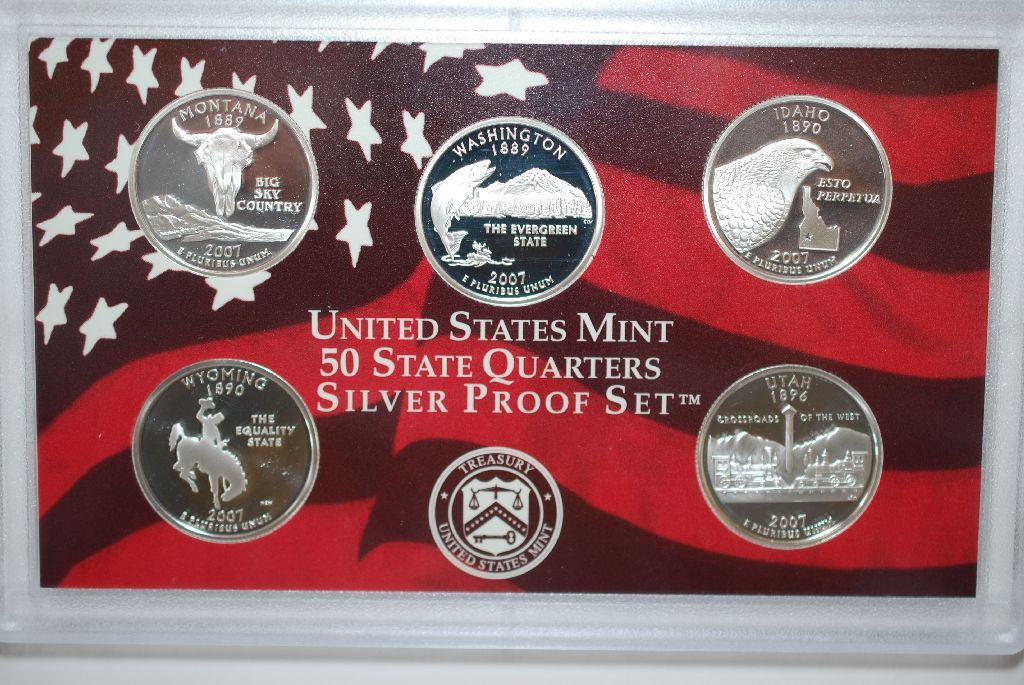 MONTANA
1889
BIG
SKY
COUNTRY
2007
E PLURIBUS UNUM
WASHINGTON
1889
THE EVERGREEN
STATE
2007
E PLURIBUS UNUM
IDAHO
1890
ESTO
PERPETUA
2007
E PLURIBUS UNUM
UNITED STATES MINT
50 STATE QUARTERS
SILVER PROOF SET™
WYOMING
1890
THE
EQUALITY
STATE
2007
E PLURIBUS UNUM
TREASURY
UNITED STATES MINT
UTAH
1896
CROSSROADS OF THE WEST
2007
E PLURIBUS UNUM